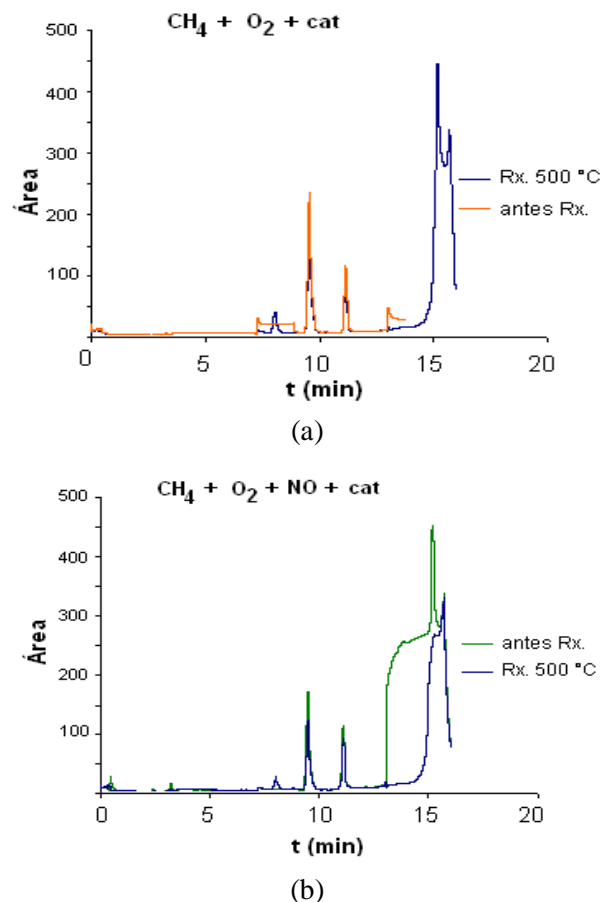 CH4 + O2 + cat
500
400
300
200
100
0
5
10
15
20
Área
t (min)
Rx. 500 °C
antes Rx.
(a)
CH4 + O2 + NO + cat
500
400
300
200
100
0
5
10
15
20
Área
t (min)
antes Rx.
Rx. 500 °C
(b)